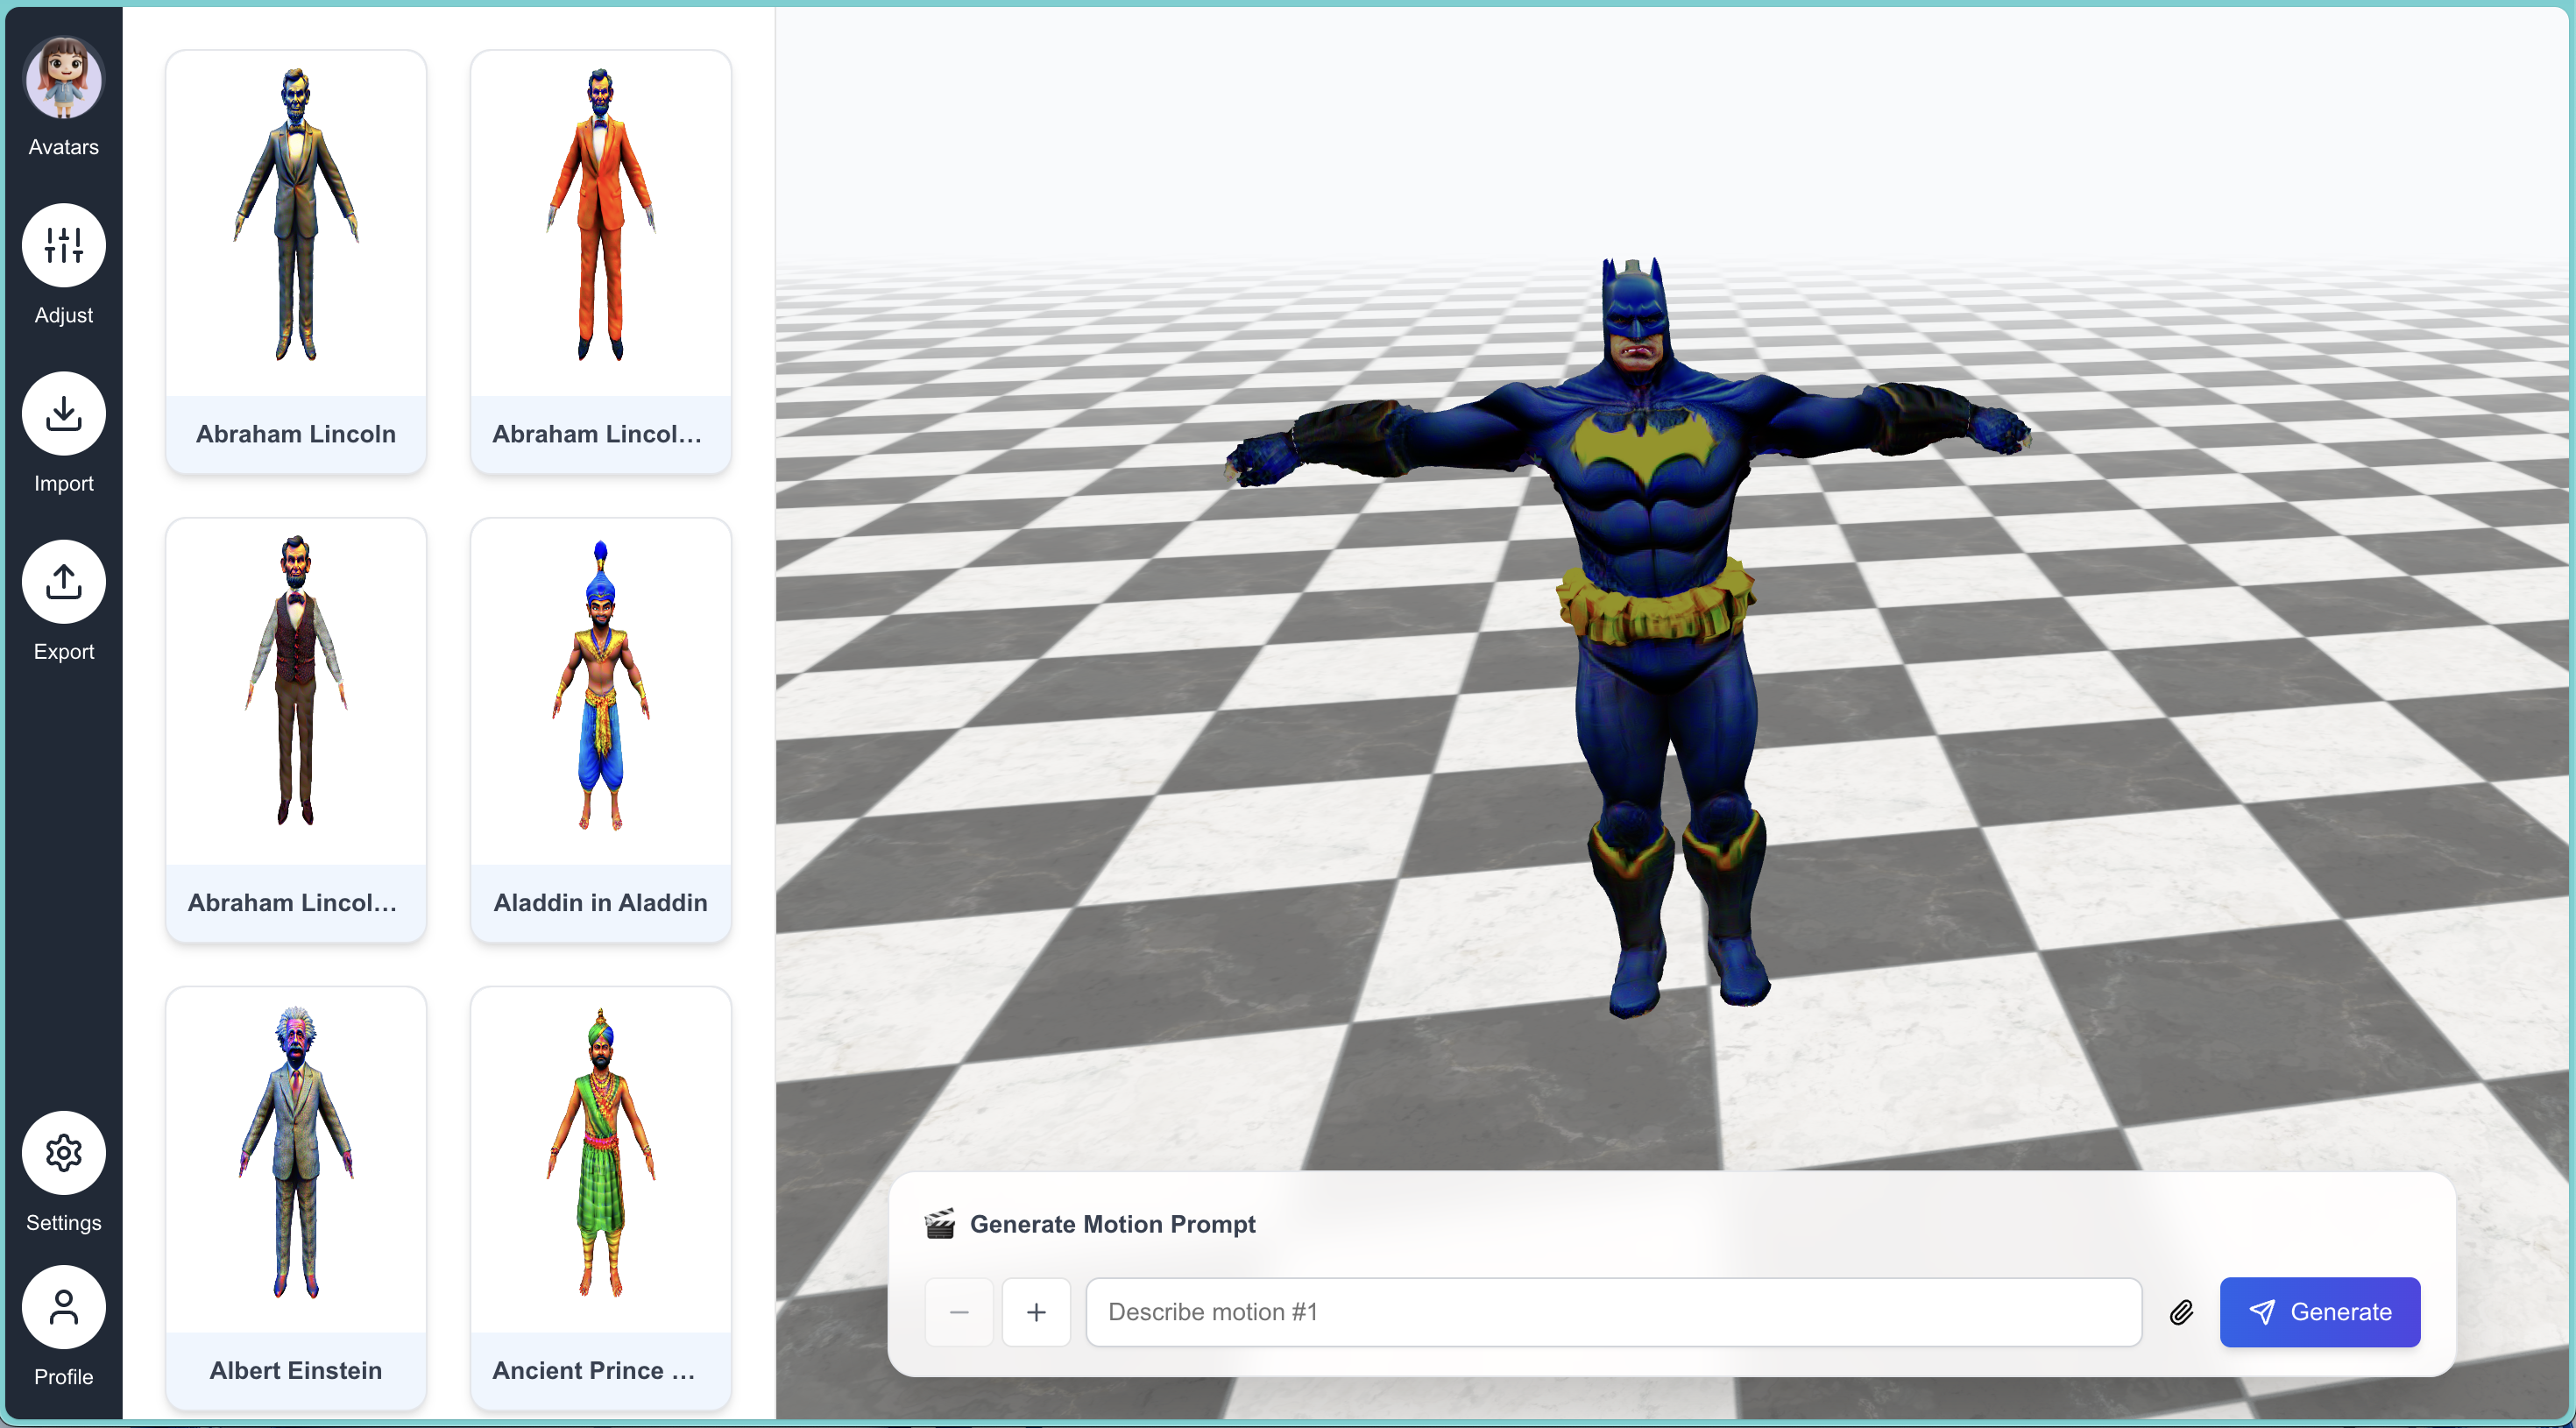 Avatars
Adjust
Import
Export
Settings
Profile
Abraham Lincoln
Abraham Lincol...
Abraham Lincol...
Aladdin in Aladdin
Albert Einstein
Ancient Prince ...
Generate Motion Prompt
Describe motion #1
Generate